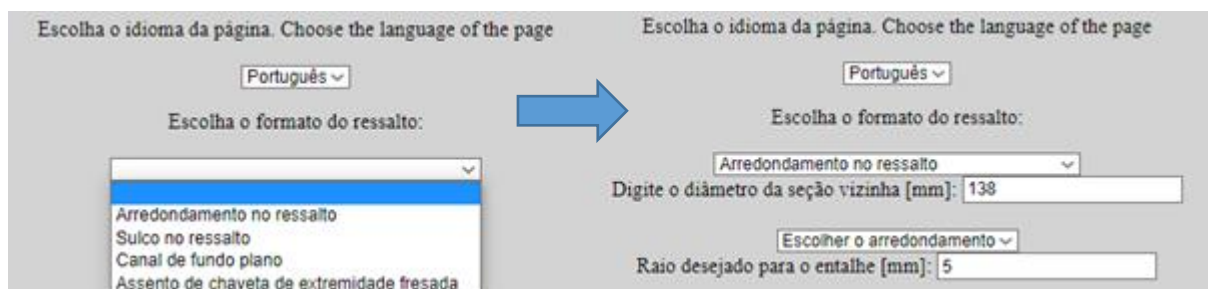 Escolha o idioma da página. Choose the language of the page
Português
Escolha o formato do ressalto:
Arredondamento no ressalto
Sulco no ressalto
Canal de fundo plano
Assento de chaveta de extremidade fresada
Escolha o idioma da página. Choose the language of the page
Português
Escolha o formato do ressalto:
Arredondamento no ressalto
Digite o diâmetro da seção vizinha [mm]: 138
Escolher o arredondamento
Raio desejado para o entalhe [mm]: 5